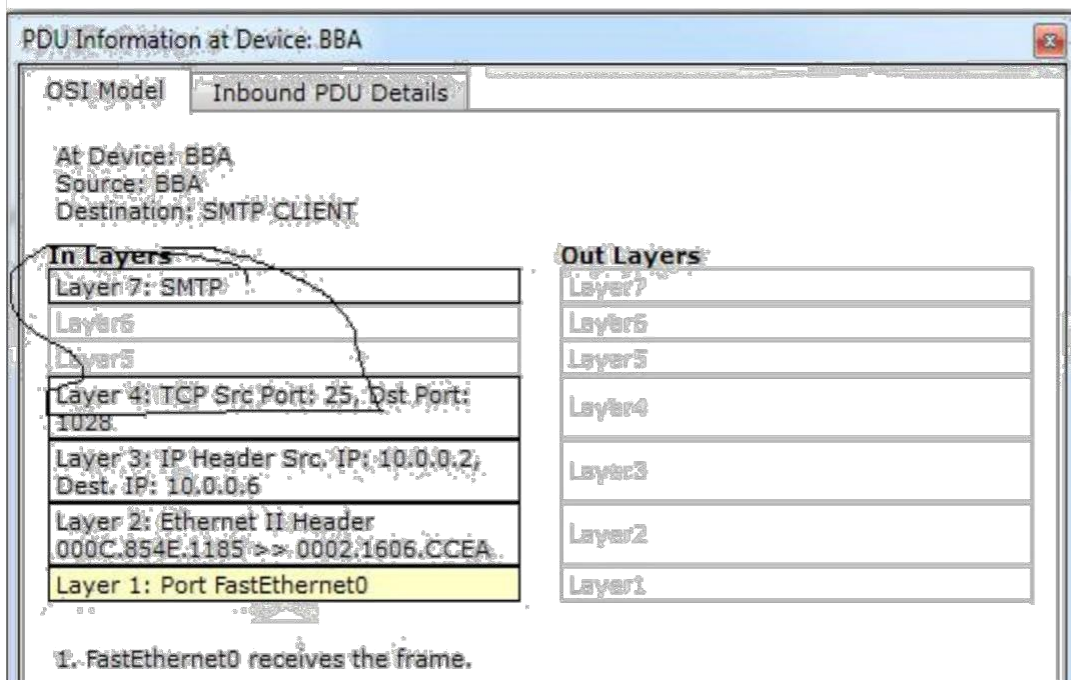 PDU Information at Device: BBA
OSI Model
Inbound PDU Details
At Device: BBA
Source: BBA
Destination: SMTP CLIENT
In Layers
Layer 7: SMTP
Layer6
Layer5
Layer 4: TCP Src Port: 25, Dst Port:
1028
Layer 3: IP Header Src. IP: 10.0.0.2,
Dest. IP: 10.0.0.6
Layer 2: Ethernet II Header
000C.854E.1185 >> 0002.1606.CCEA
Layer 1: Port FastEthernet0
Out Layers
Layer7
Layer6
Layer5
Layer4
Layer3
Layer2
Layer1
1. FastEthernet0 receives the frame.